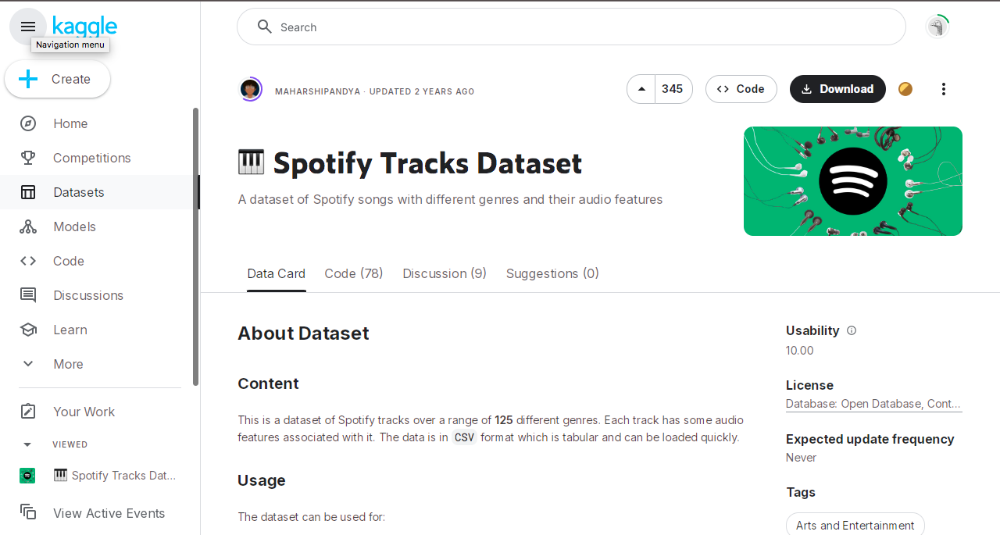 kaggle
Navigation menu
Search
Create
Home
Competitions
Datasets
Models
Code
Discussions
Learn
More
Your Work
VIEWED
Spotify Tracks Dat...
View Active Events
MAHARSHIPANDYA · UPDATED 2 YEARS AGO
345
Code
Download
Spotify Tracks Dataset
A dataset of Spotify songs with different genres and their audio features
Data Card
Code (78)
Discussion (9)
Suggestions (0)
About Dataset
Content
This is a dataset of Spotify tracks over a range of 125 different genres. Each track has some audio
features associated with it. The data is in CSV format which is tabular and can be loaded quickly.
Usage
The dataset can be used for:
Usability
10.00
License
Database: Open Database, Cont...
Expected update frequency
Never
Tags
Arts and Entertainment